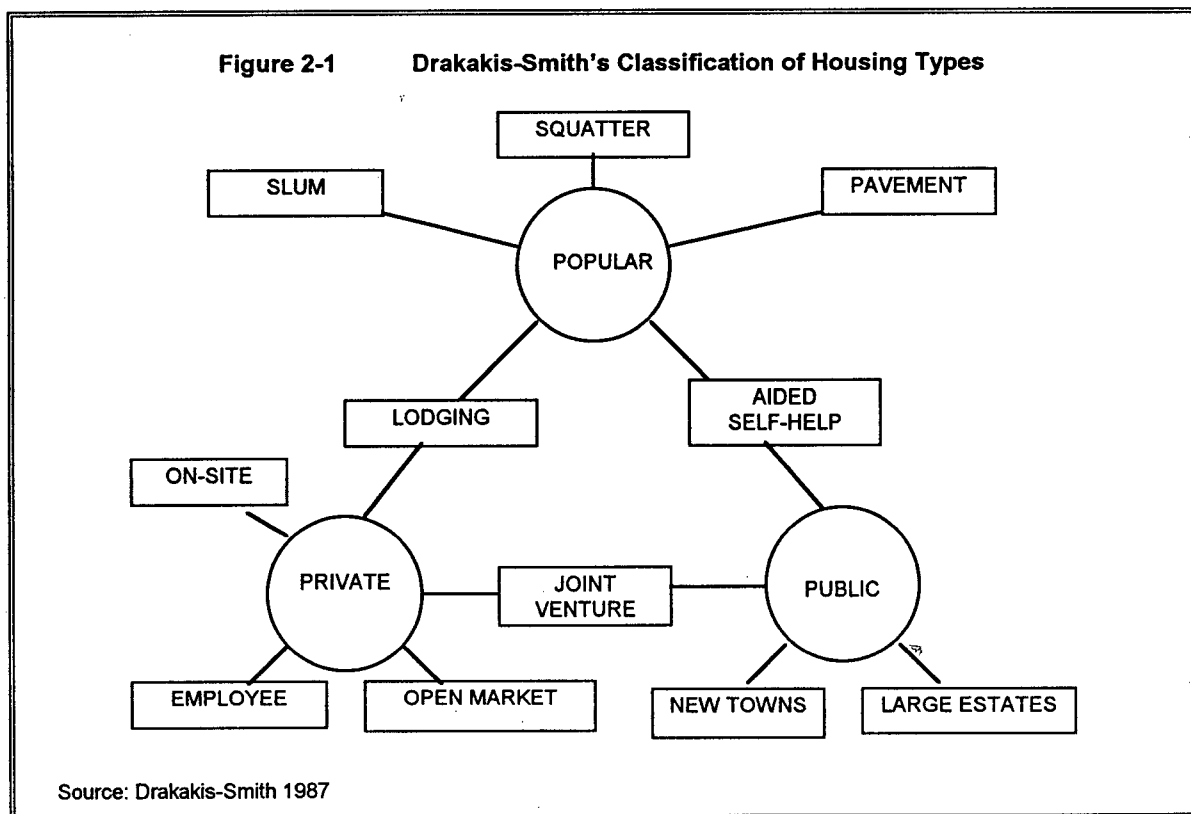 Figure 2-1 Drakakis-Smith's Classification of Housing Types
SQUATTER
SLUM
PAVEMENT
POPULAR
LODGING
AIDED
SELF-HELP
ON-SITE
PRIVATE
JOINT
VENTURE
PUBLIC
EMPLOYEE
OPEN MARKET
NEW TOWNS
LARGE ESTATES
Source: Drakakis-Smith 1987